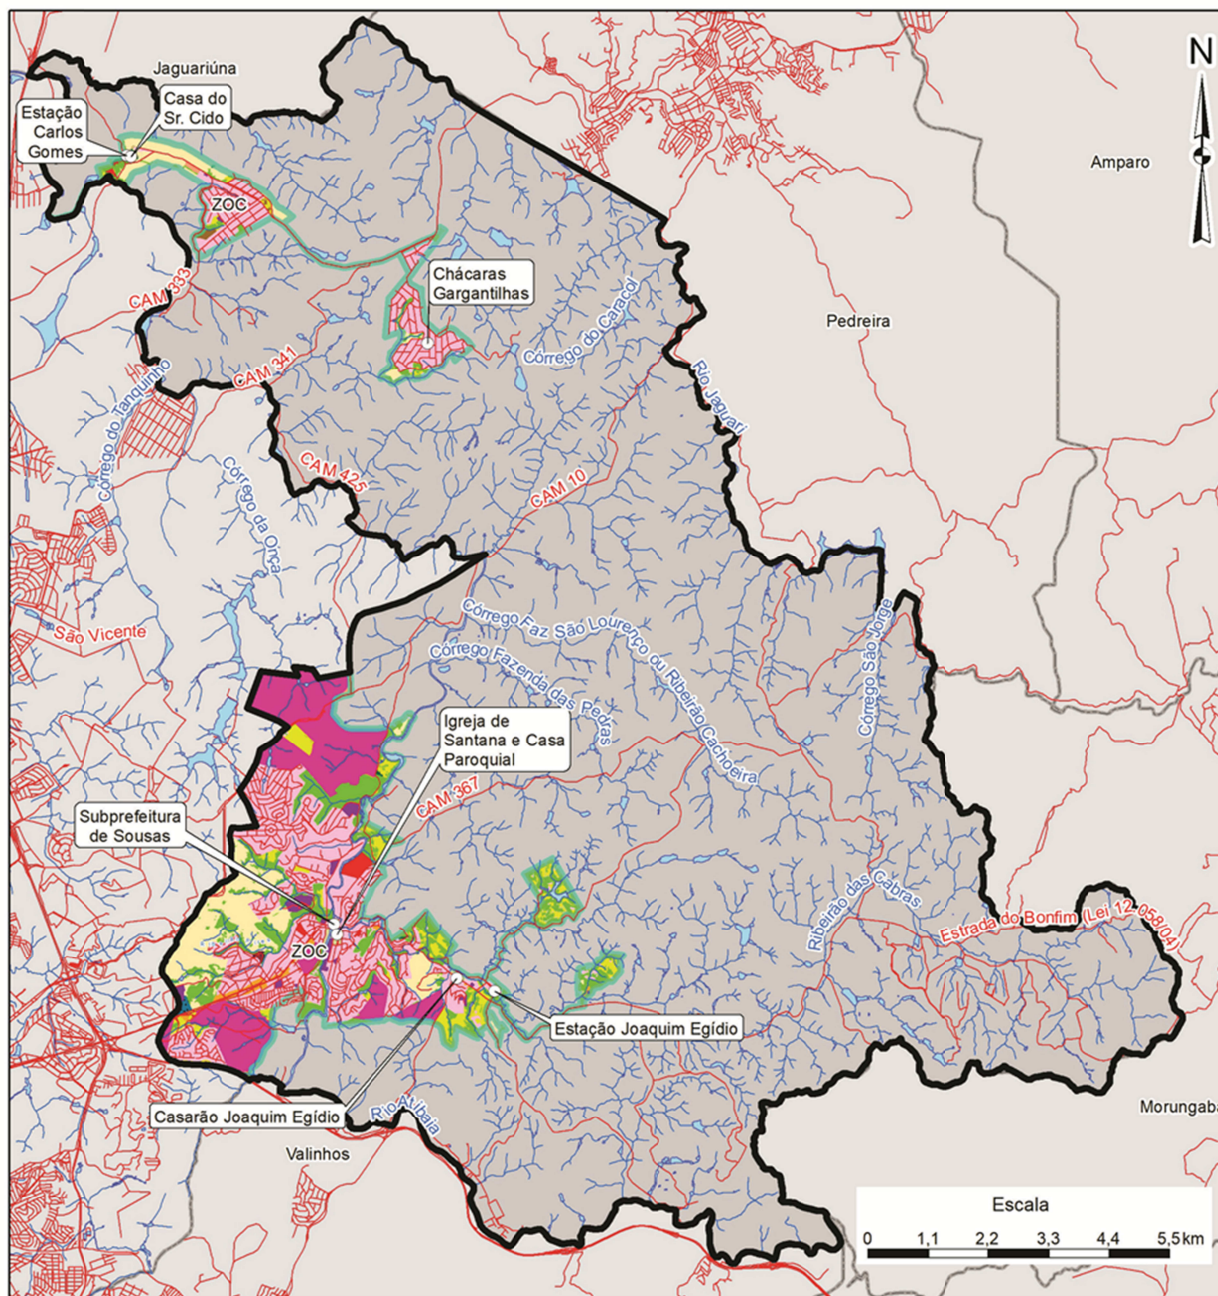 N
Jaguariúna
Casa do
Sr. Cido
Estação
Carlos
Gomes
Amparo
ZOC
Chácaras
Gargantilhas
CAM 333
Córrego do Caracol
Pedreira
CAM 341
Rio Jaguari
Córrego do Tanquinho
CAM 425
CAM 10
Córrego da Onça
São Vicente
Córrego Faz São Lourenço ou Ribeirão Cachoeira
Córrego São Jorge
Córrego Fazenda das Pedras
Igreja de
Santana e Casa
Paroquial
CAM 367
Subprefeitura
de Sousas
Ribeirão das Cabras
Estrada do Bonfim (Lei 12.058/04)
ZOC
Estação Joaquim Egídio
Casarão Joaquim Egídio
Rio Atibaia
Morungaba
Valinhos
Escala
0 1,1 2,2 3,3 4,4 5,5 km